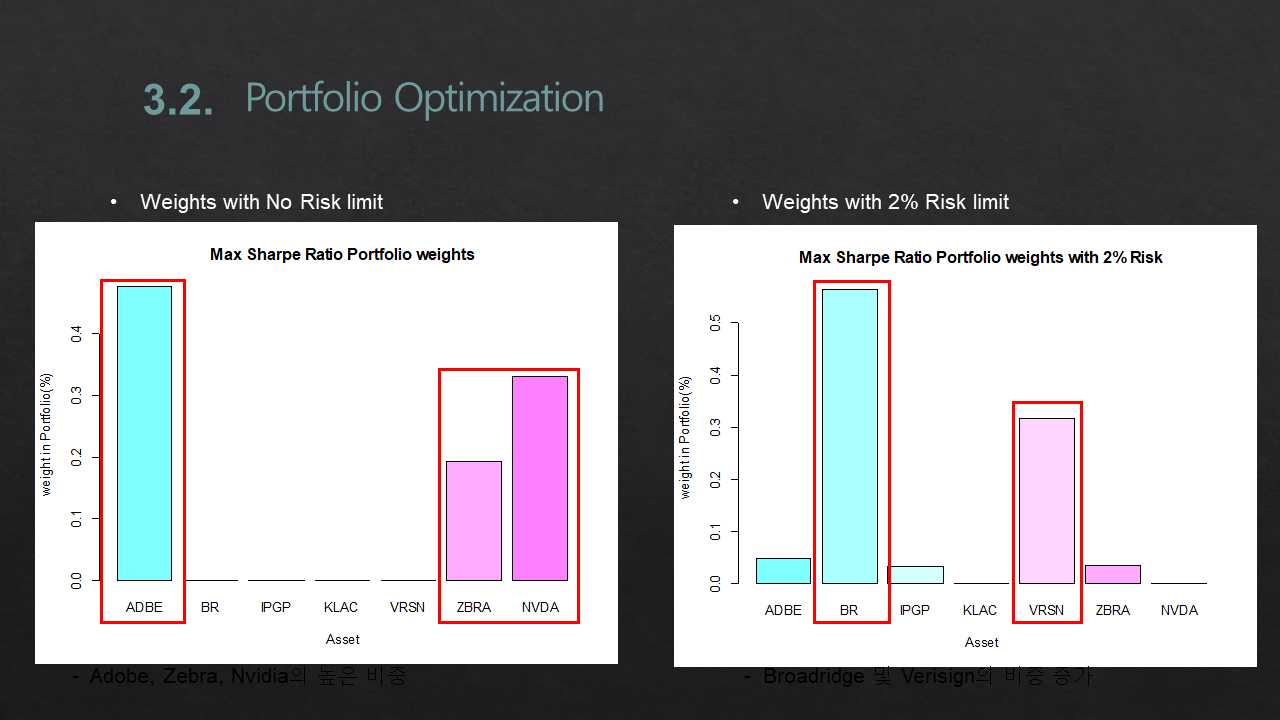 3.2. Portfolio Optimization
• Weights with No Risk limit
Max Sharpe Ratio Portfolio weights
weight in Portfolio(%)
0.4
0.3
0.2
0.1
0.0
ADBE BR IPGP KLAC VRSN ZBRA NVDA
Asset
- Adobe, Zebra, Nvidia의 높은 비중
• Weights with 2% Risk limit
Max Sharpe Ratio Portfolio weights with 2% Risk
weight in Portfolio(%)
0.5
0.4
0.3
0.2
0.1
0.0
ADBE BR IPGP KLAC VRSN ZBRA NVDA
Asset
- Broadridge 및 Verisign의 비중 증가